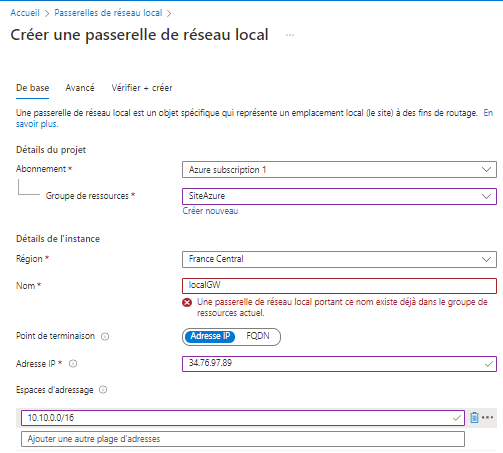 Accueil > Passerelles de réseau local >
Créer une passerelle de réseau local ...
De base Avancé Vérifier + créer
Une passerelle de réseau local est un objet spécifique qui représente un emplacement local (le site) à des fins de routage. En
savoir plus.
Détails du projet
Abonnement * Azure subscription 1
Groupe de ressources * SiteAzure
Créer nouveau
Détails de l'instance
Région * France Central
Nom * localGW
Une passerelle de réseau local portant ce nom existe déjà dans le groupe de
ressources actuel.
Point de terminaison Adresse IP FQDN
Adresse IP * 34.76.97.89
Espaces d'adressage
10.10.0.0/16
Ajouter une autre plage d'adresses